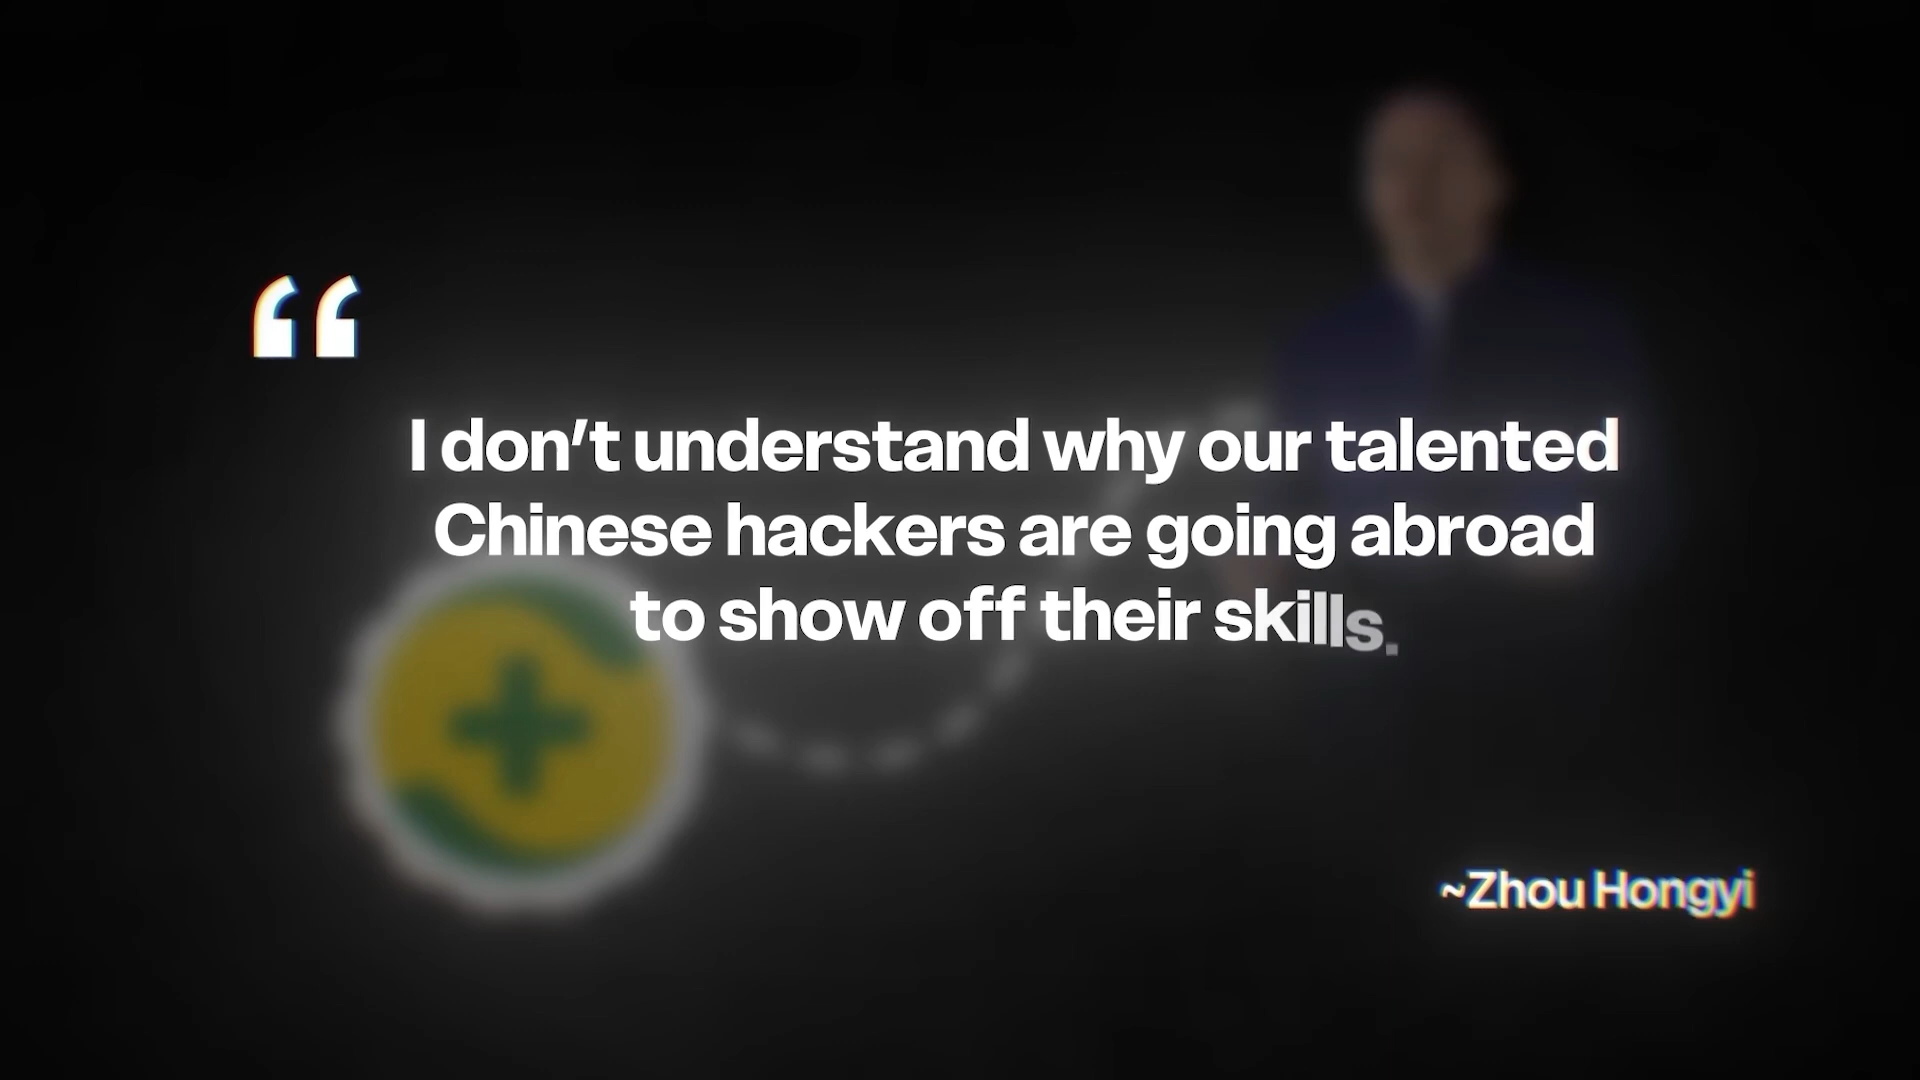 “
I don’t understand why our talented
Chinese hackers are going abroad
to show off their skills.
~Zhou Hongyi